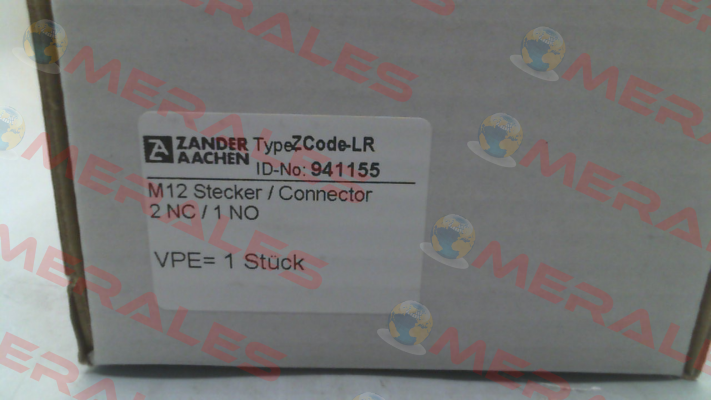 ZANDER AACHEN Type: ZCode-LR
ID-No: 941155
M12 Stecker / Connector
2 NC / 1 NO
VPE= 1 Stück
MERALES
MERALES
MERALES
MERALES
MERALES
MERALES